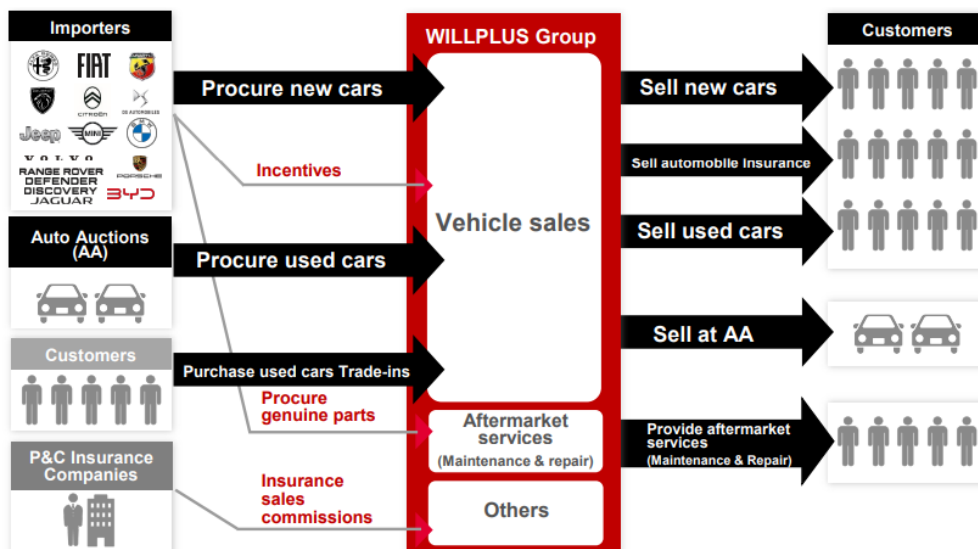 Importers
FIAT
CITROËN
DS AUTOMOBILES
Jeep
MINI
BMW
VOLVO
RANGE ROVER
DEFENDER
DISCOVERY
JAGUAR
PORSCHE
BYD
Auto Auctions
(AA)
Customers
P&C Insurance
Companies
Procure new cars
Incentives
Procure used cars
Purchase used cars Trade-ins
Procure
genuine parts
Insurance
sales
commissions
WILLPLUS Group
Vehicle sales
Aftermarket
services
(Maintenance & repair)
Others
Sell new cars
Sell automobile Insurance
Sell used cars
Sell at AA
Provide aftermarket
services
(Maintenance & Repair)
Customers